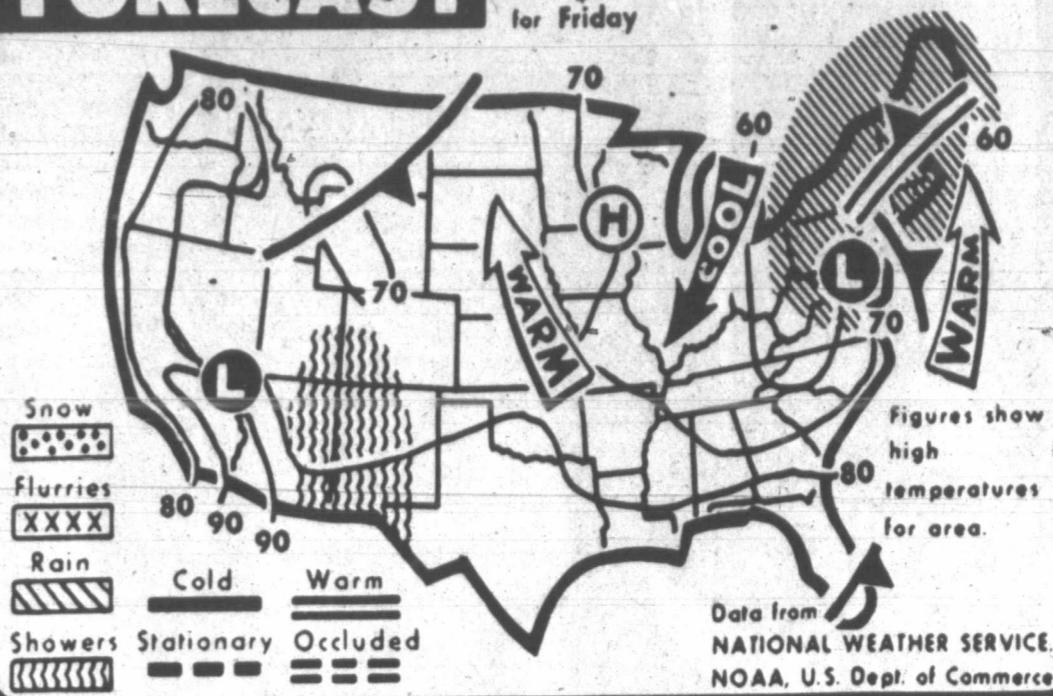 FORECAST
for Friday
70
80
60
60
COOL
H
L
WARM
WARM
70
70
L
Snow
Flurries
XXXX
Rain
Showers
80
90
90
80
Figures show
high
temperatures
for area.
Cold
Warm
Stationary
Occluded
Data from
NATIONAL WEATHER SERVICE,
NOAA, U.S. Dept. of Commerce